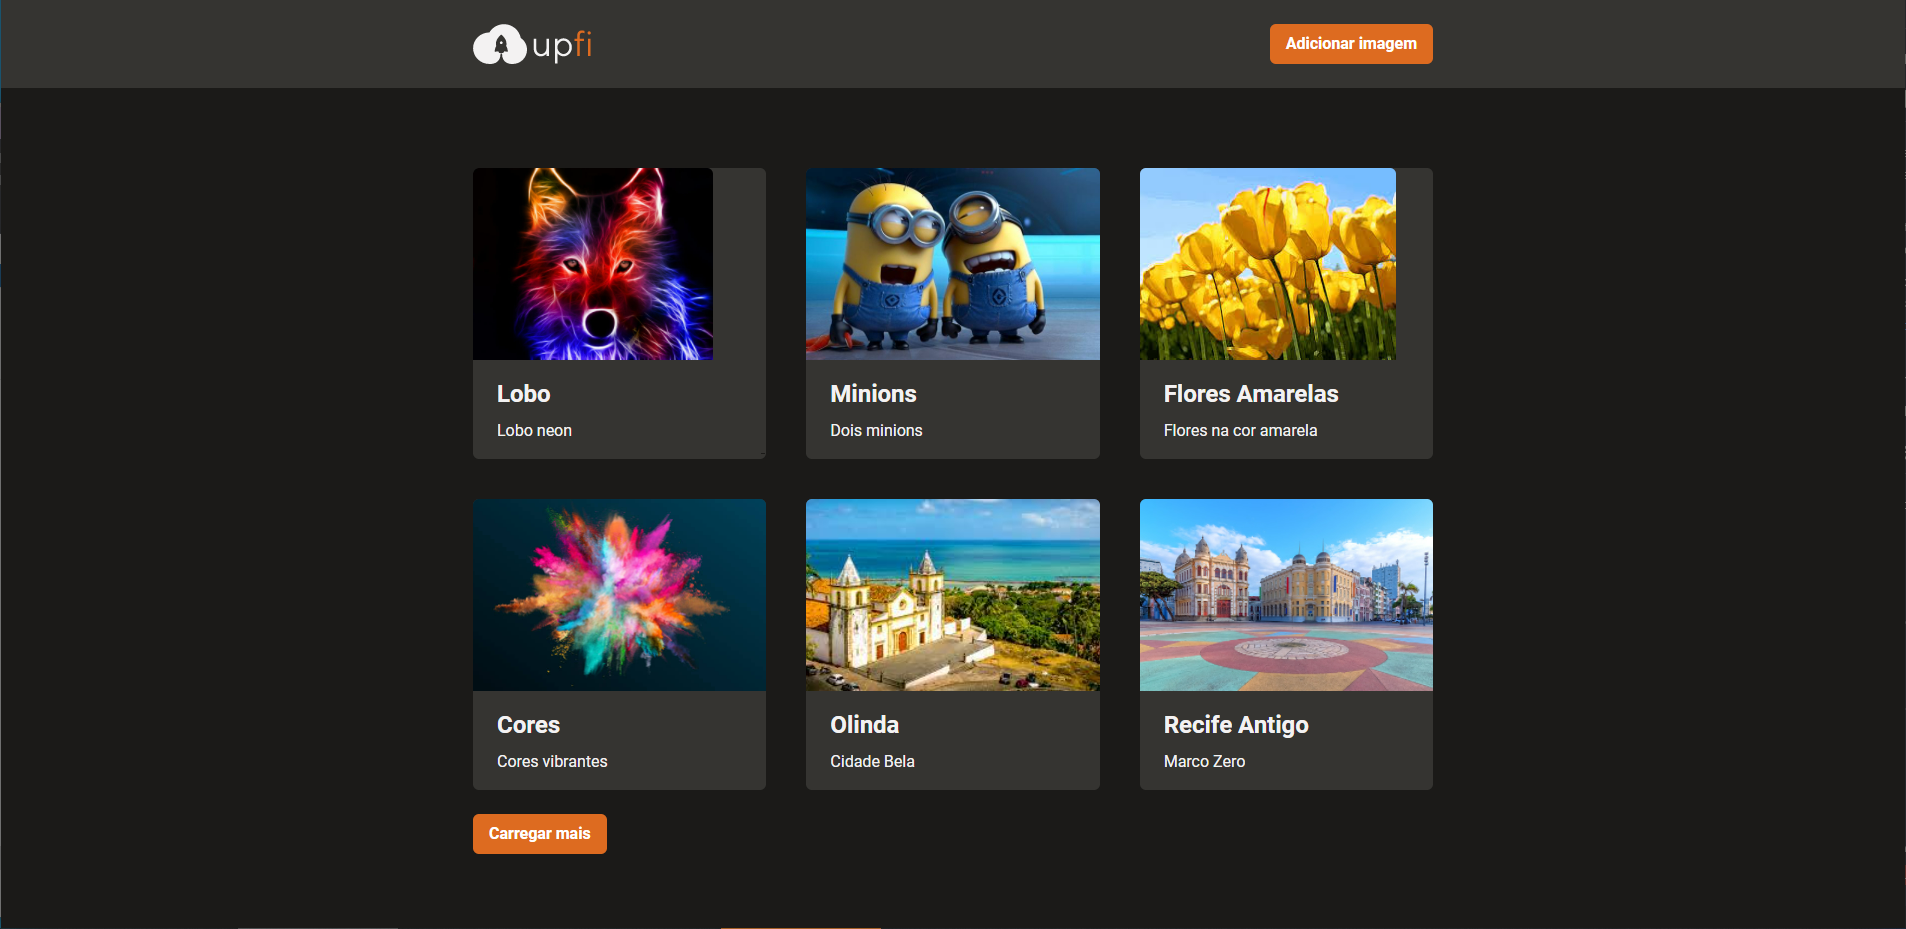 upfi
Adicionar imagem
Lobo
Lobo neon
Minions
Dois minions
Flores Amarelas
Flores na cor amarela
Cores
Cores vibrantes
Olinda
Cidade Bela
Recife Antigo
Marco Zero
Carregar mais